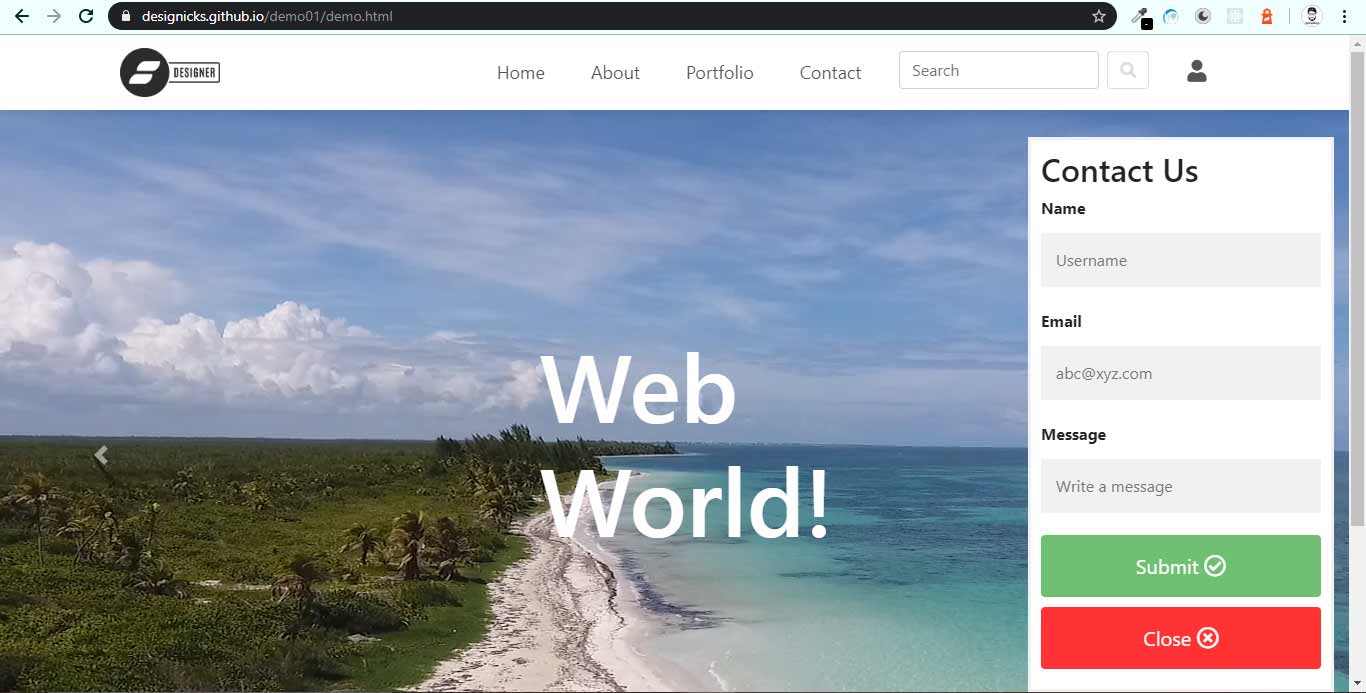 designicks.github.io/demo01/demo.html
DESIGNER
Home About Portfolio Contact Search
Web
World!
Contact Us
Name
Username
Email
abc@xyz.com
Message
Write a message
Submit
Close